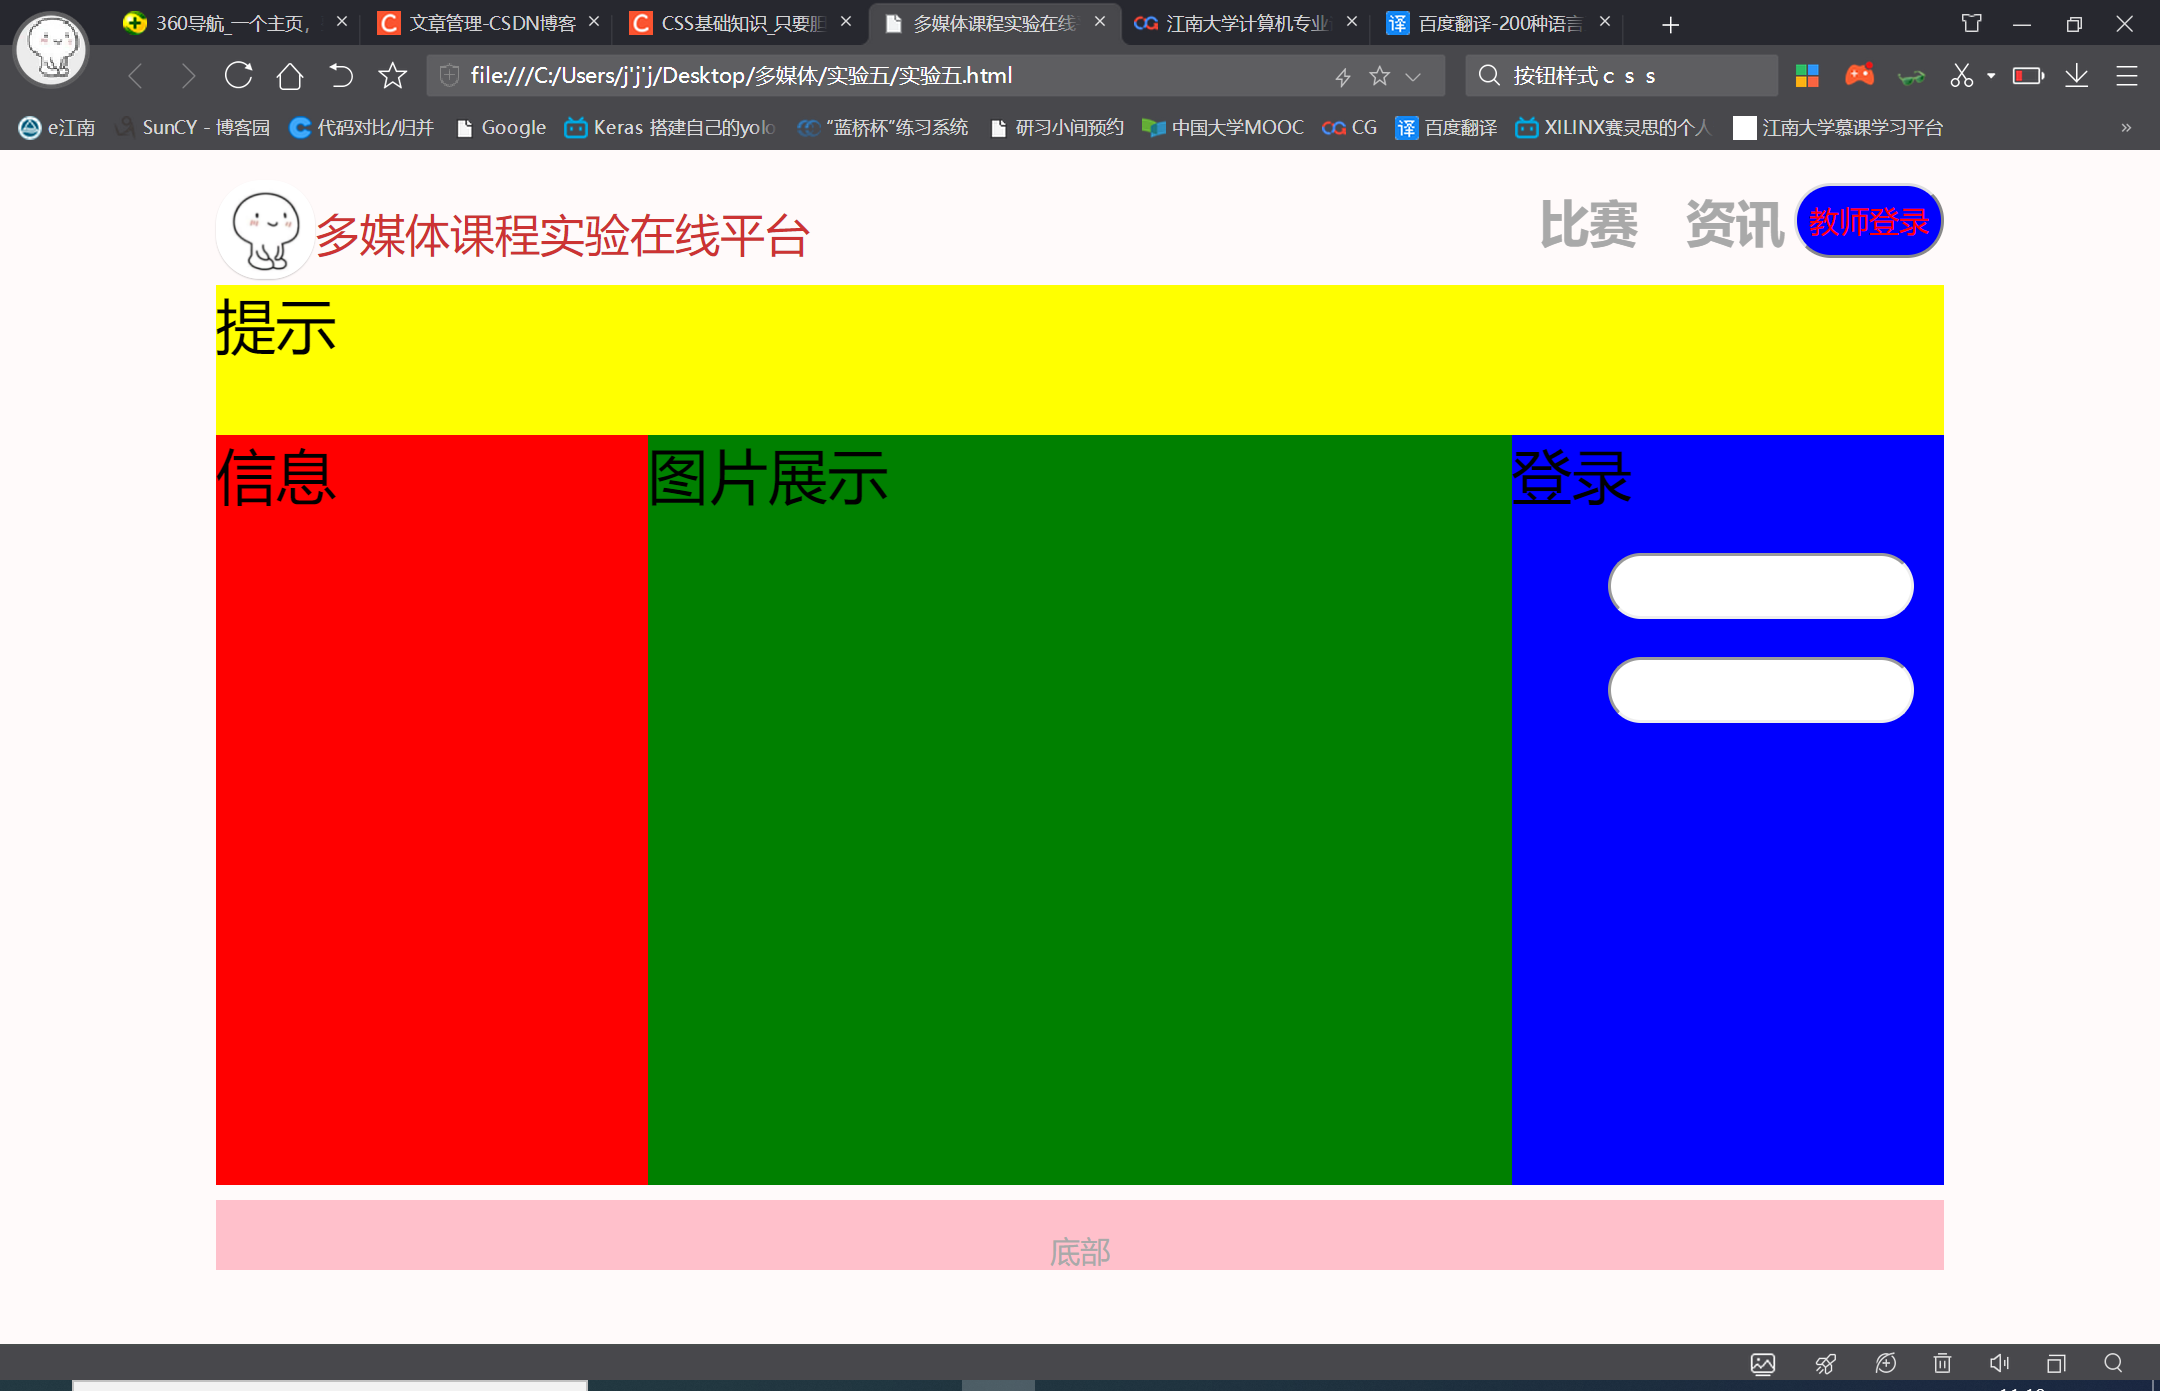 360导航_一个主页,
文章管理-CSDN博客
CSS基础知识_只要胆
多媒体课程实验在线
江南大学计算机专业
百度翻译-200种语言
file:///C:/Users/j'j'j/Desktop/多媒体/实验五/实验五.html
按钮样式 c s s
e江南
SunCY - 博客园
代码对比/归并
Google
Keras 搭建自己的yolo
“蓝桥杯”练习系统
研习小间预约
中国大学MOOC
CG
译 百度翻译
XILINX赛灵思的个人
江南大学慕课学习平台
多媒体课程实验在线平台
比赛 资讯 教师登录
提示
信息
图片展示
登录
底部